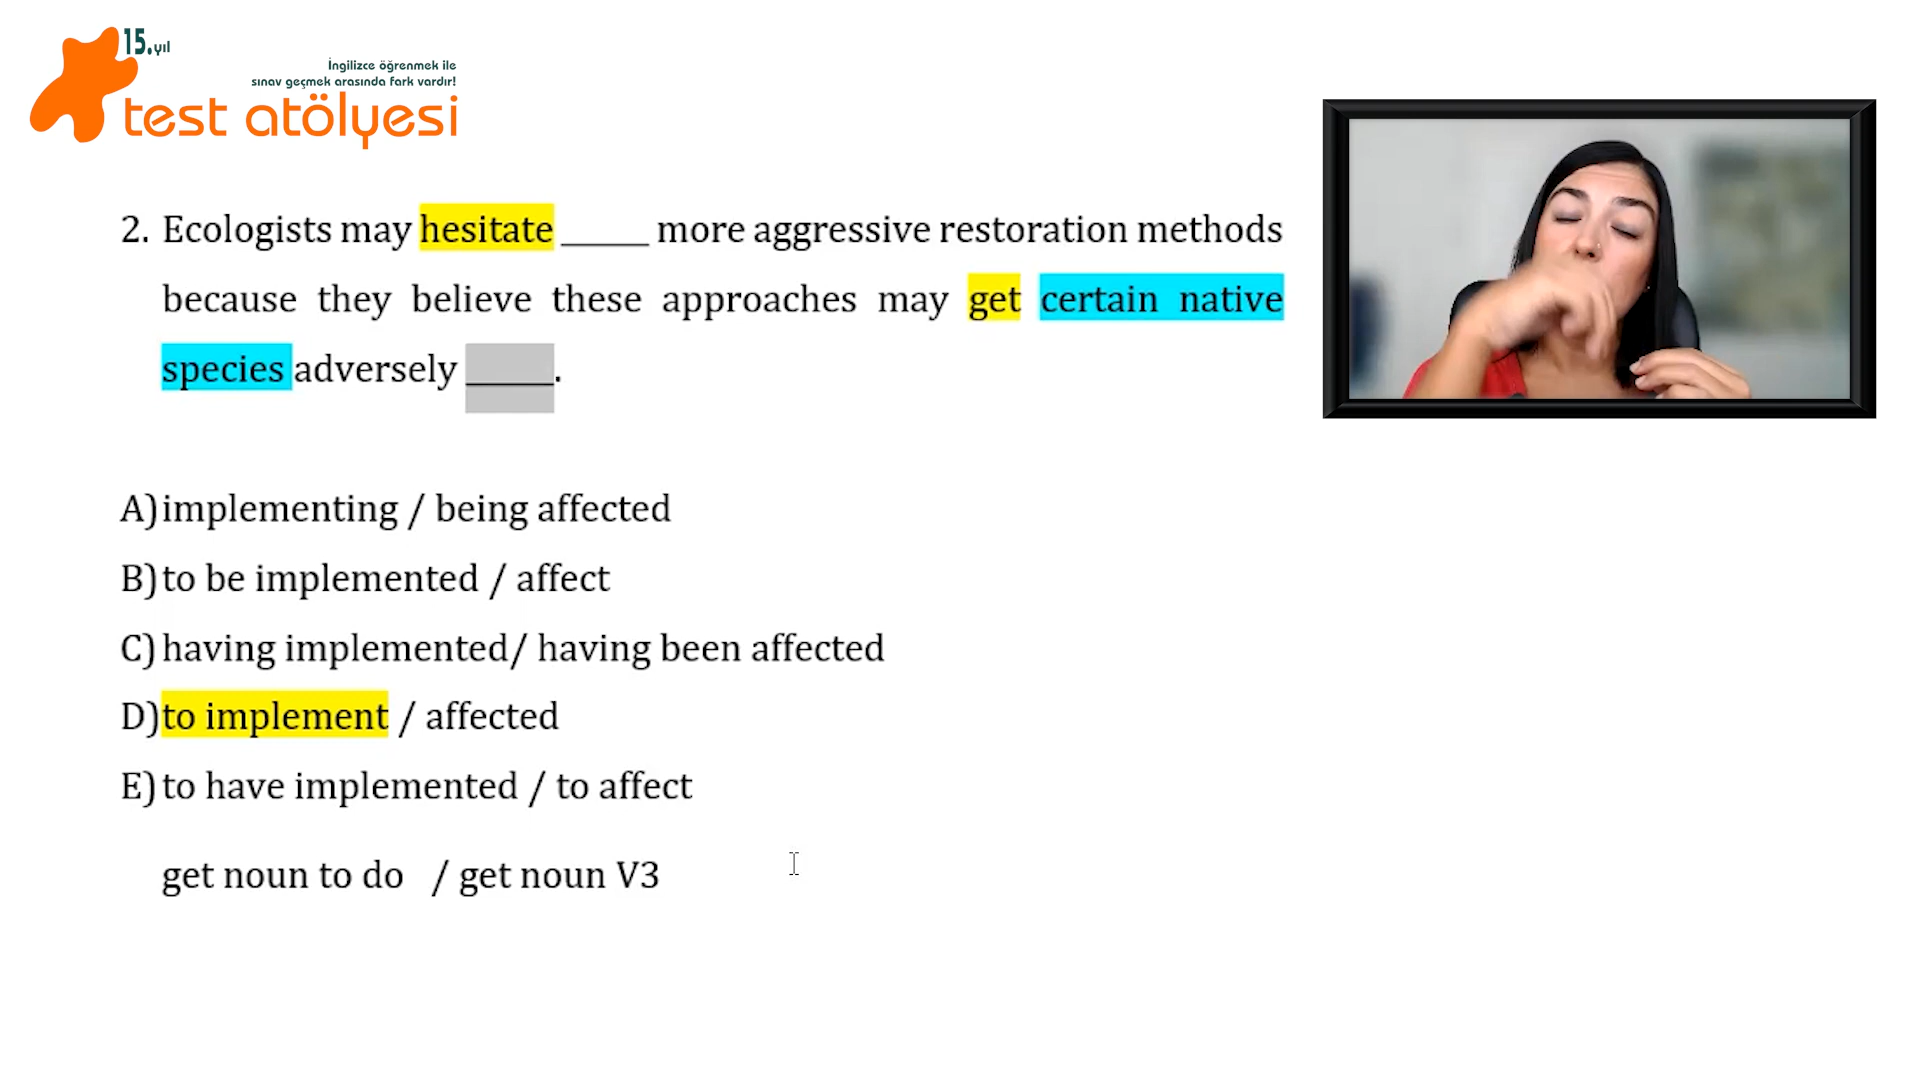 15.yıl
İngilizce öğrenmek ile
sınav geçmek arasında fark vardır!
test atölyesi
2. Ecologists may hesitate _____ more aggressive restoration methods
because they believe these approaches may get certain native
species adversely _____.
A) implementing / being affected
B) to be implemented / affect
C) having implemented/ having been affected
D) to implement / affected
E) to have implemented / to affect
get noun to do / get noun V3